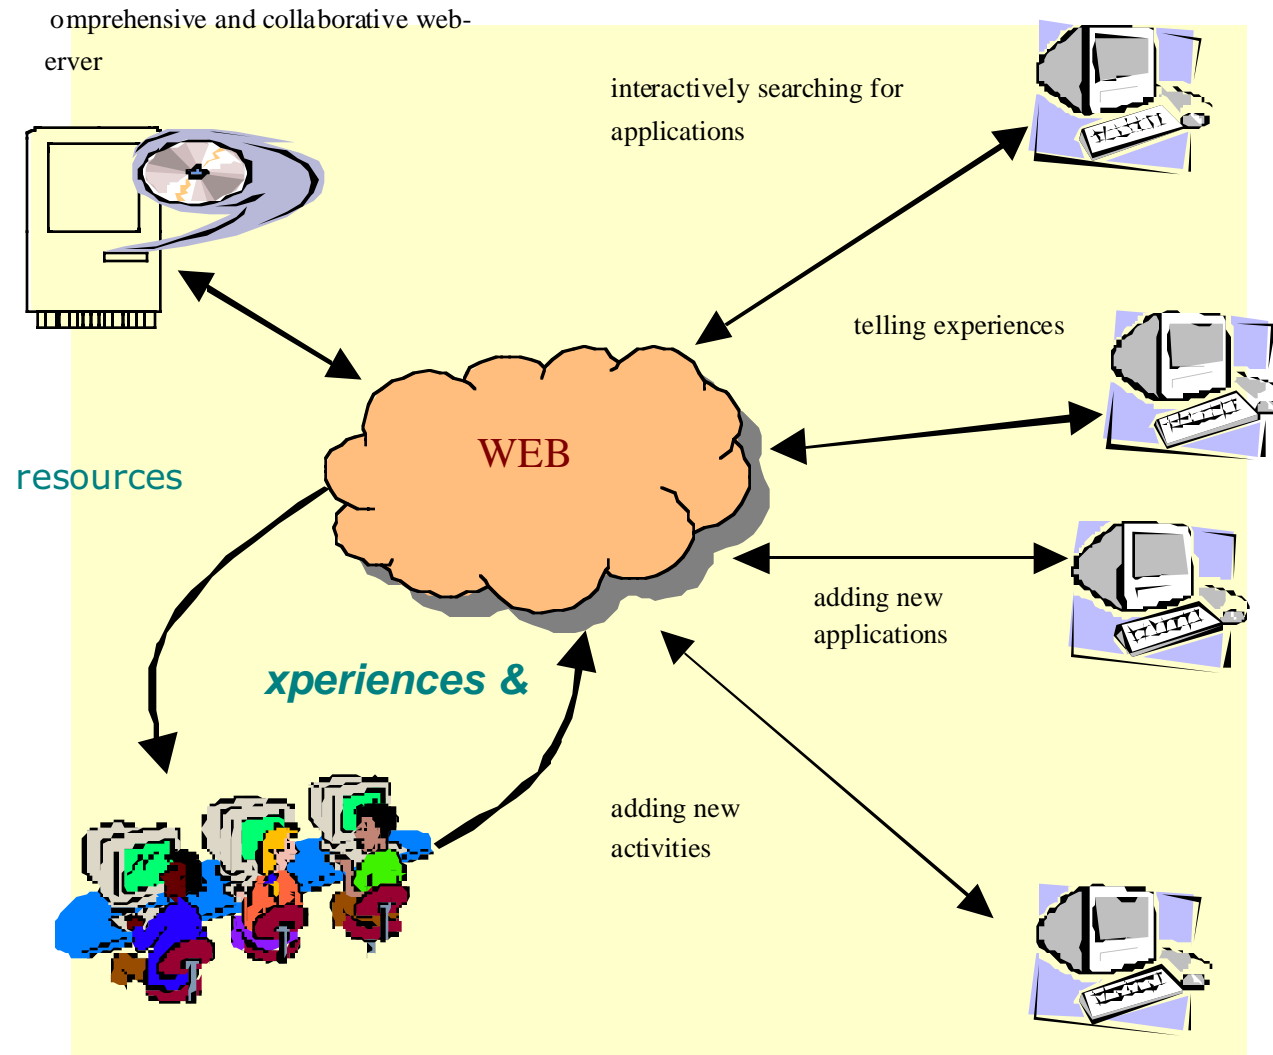 omprehensive and collaborative web-
erver
interactively searching for
applications
telling experiences
WEB
resources
adding new
applications
xperiences &
adding new
activities